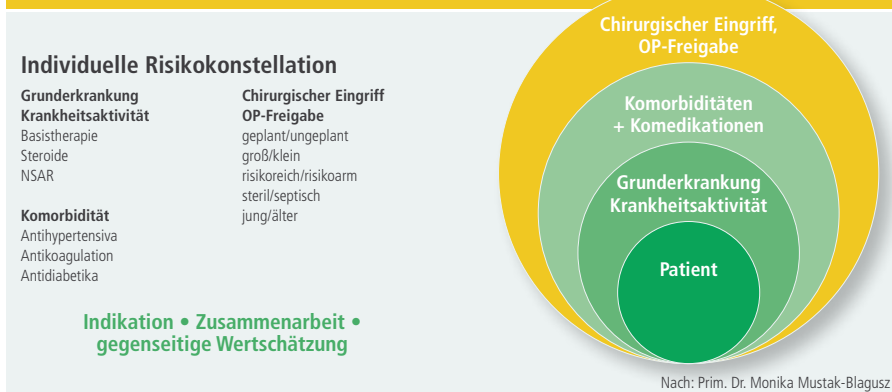 Individuelle Risikokonstellation
Grunderkrankung
Krankheitsaktivität
Basistherapie
Steroide
NSAR
Komorbidität
Antihypertensiva
Antikoagulation
Antidiabetika
Chirurgischer Eingriff
OP-Freigabe
geplant/ungeplant
groß/klein
risikoreich/risikoarm
steril/septisch
jung/älter
Indikation • Zusammenarbeit •
gegenseitige Wertschätzung
Chirurgischer Eingriff,
OP-Freigabe
Komorbiditäten
+ Komedikationen
Grunderkrankung
Krankheitsaktivität
Patient
Nach: Prim. Dr. Monika Mustak-Blagusz